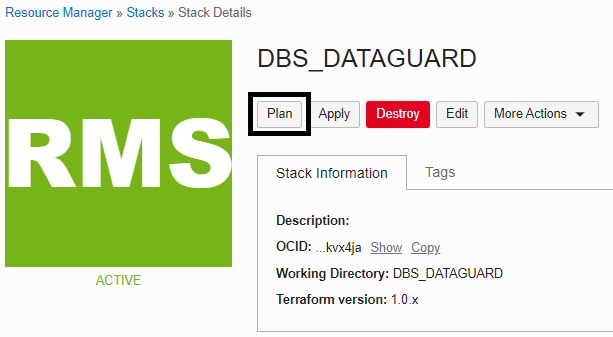 Resource Manager » Stacks » Stack Details
RMS
ACTIVE
DBS_DATAGUARD
Plan Apply Destroy Edit More Actions
Stack Information Tags
Description:
OCID: ...kvx4ja Show Copy
Working Directory: DBS_DATAGUARD
Terraform version: 1.0.x